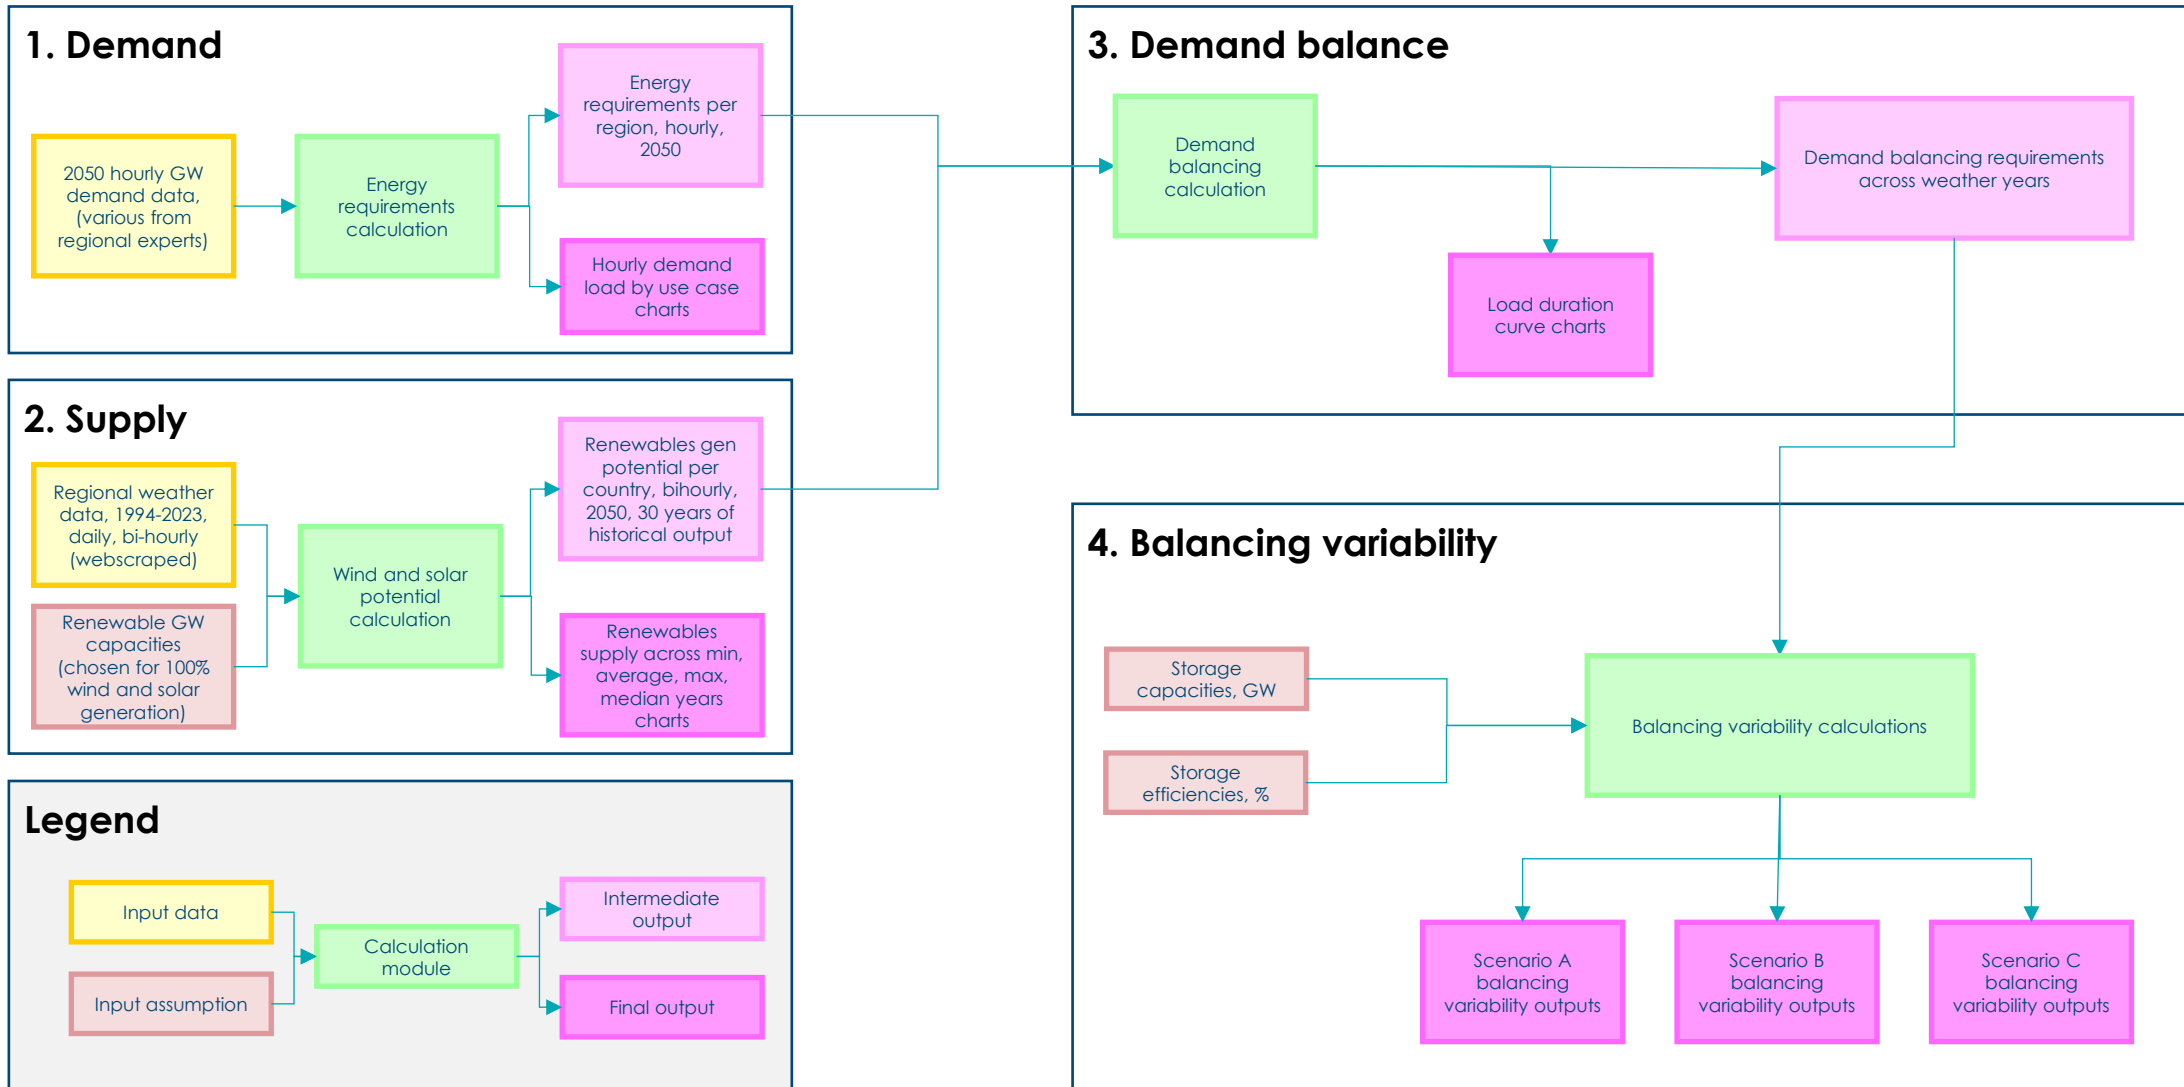 1. Demand
2050 hourly GW
demand data,
(various from
regional experts)
Energy
requirements
calculation
Energy
requirements per
region, hourly,
2050
Hourly demand
load by use case
charts
2. Supply
Regional weather
data, 1994-2023,
daily, bi-hourly
(webscraped)
Renewable GW
capacities
(chosen for 100%
wind and solar
generation)
Wind and solar
potential
calculation
Renewables gen
potential per
country, bihourly,
2050, 30 years of
historical output
Renewables
supply across min,
average, max,
median years
charts
Legend
Input data
Input assumption
Calculation
module
Intermediate
output
Final output
3. Demand balance
Demand
balancing
calculation
Demand balancing requirements
across weather years
Load duration
curve charts
4. Balancing variability
Storage
capacities, GW
Storage
efficiencies, %
Balancing variability calculations
Scenario A
balancing
variability outputs
Scenario B
balancing
variability outputs
Scenario C
balancing
variability outputs